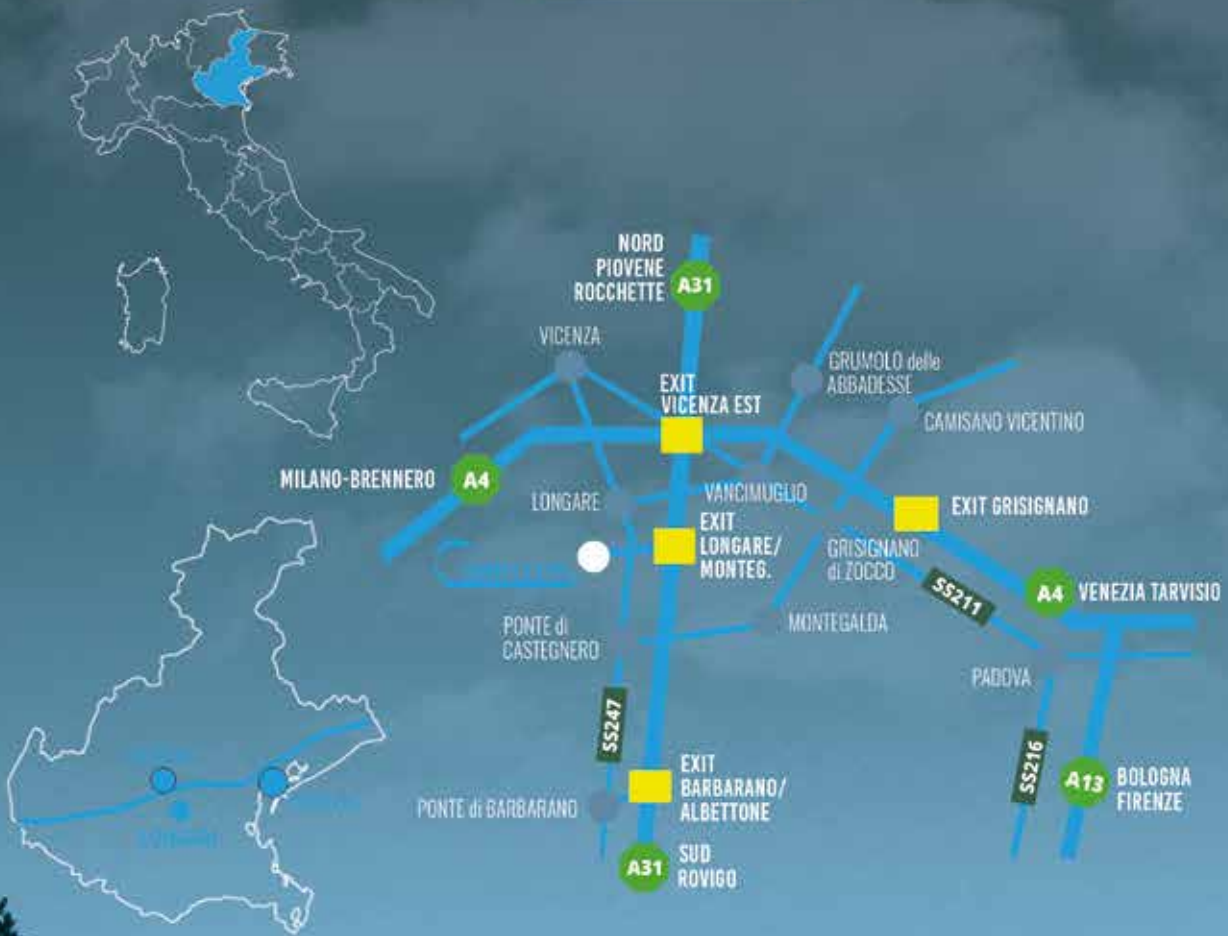 NORD
PIOVENE
ROCCHETTE
A31
VICENZA
GRUMOLO delle
ABBADESSE
EXIT
VICENZA EST
CAMISANO VICENTINO
MILANO-BRENNERO
A4
LONGARE
VANCIMUGLIO
EXIT GRISIGNANO
EXIT
LONGARE/
MONTEG.
GRISIGNANO
di ZOCCO
SS211
A4
VENEZIA TARVISIO
PONTE di
CASTEGNERO
MONTEGALDA
PADOVA
SS247
SS216
EXIT
BARBARANO/
ALBETTONE
A13
BOLOGNA
FIRENZE
PONTE di BARBARANO
A31
SUD
ROVIGO